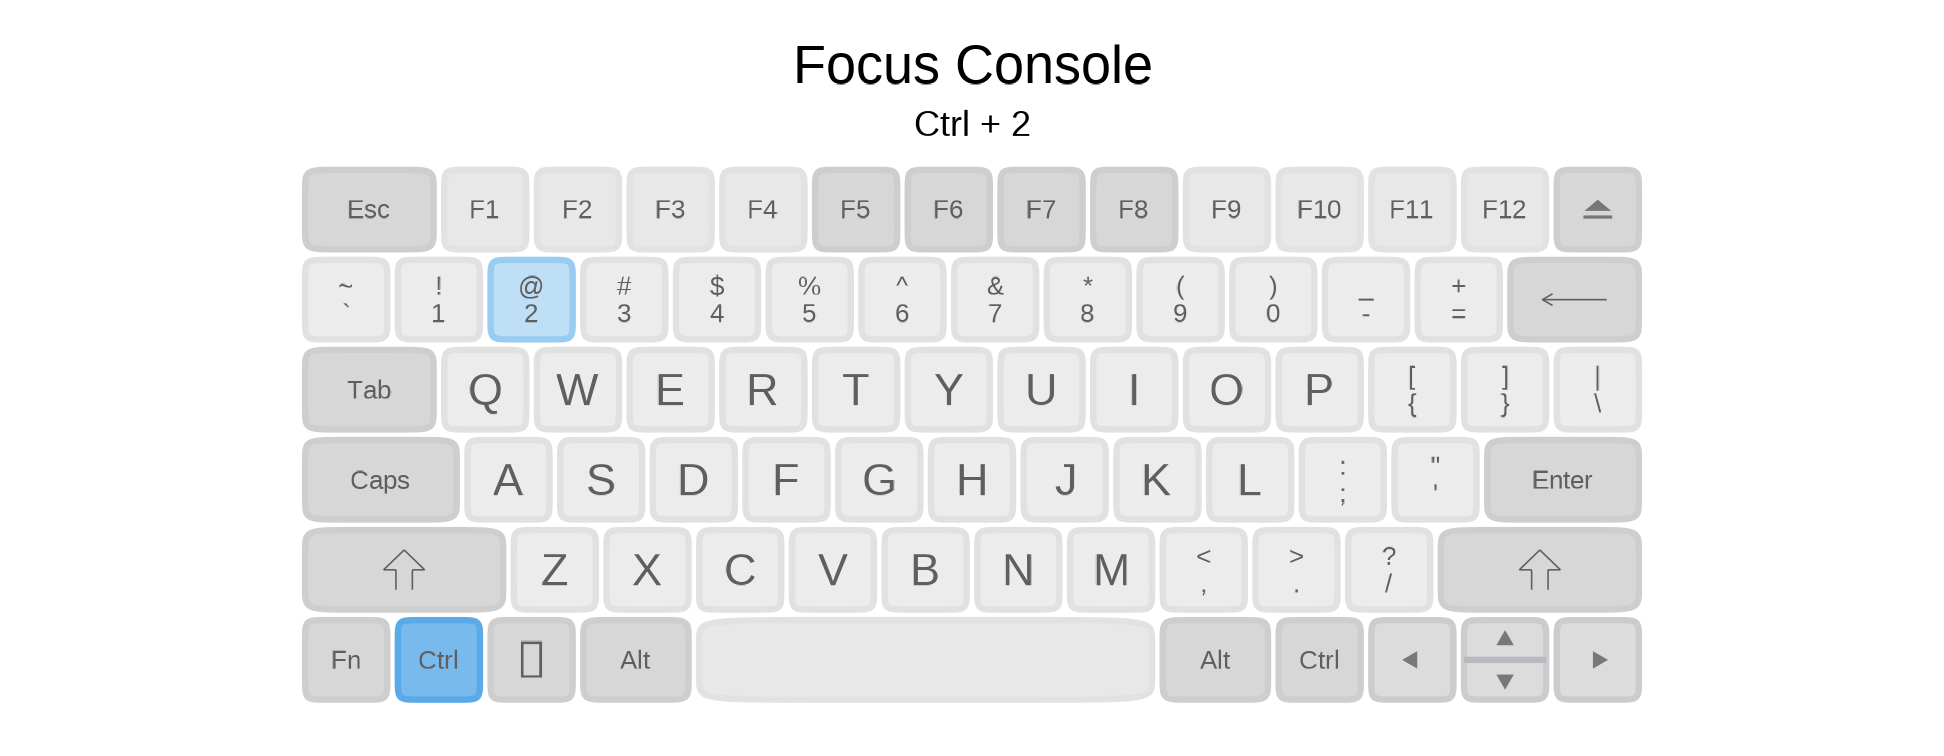 Focus Console
Ctrl + 2
Esc F1 F2 F3 F4 F5 F6 F7 F8 F9 F10 F11 F12
~ ! @ # $ % ^ & * ( ) _ +
` 1 2 3 4 5 6 7 8 9 0 - =
Tab Q W E R T Y U I O P [ ] |
{ } \
Caps A S D F G H J K L : " Enter
; '
Z X C V B N M < > ?
, . /
Fn Ctrl Alt Alt Ctrl